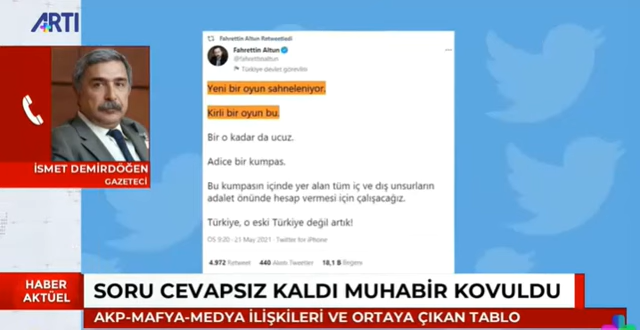 ARTI
Fahrettin Altun Retweetledi
Fahrettin Altun
@fahrettinaltun
Türkiye devlet görevlisi
Yeni bir oyun sahneleniyor.
Kirli bir oyun bu.
Bir o kadar da ucuz.
Adice bir kumpas.
Bu kumpasın içinde yer alan tüm iç ve dış unsurların
adalet önünde hesap vermesi için çalışacağız.
Türkiye, o eski Türkiye değil artık!
ÖS 9:20 · 21 May 2021 · Twitter for iPhone
4.972 Retweet 440 Alıntı Tweetler 18,1 B Beğeni
İSMET DEMİRDÖĞEN
GAZETECİ
HABER
AKTÜEL
SORU CEVAPSIZ KALDI MUHABİR KOVULDU
AKP-MAFYA-MEDYA İLİŞKİLERİ VE ORTAYA ÇIKAN TABLO